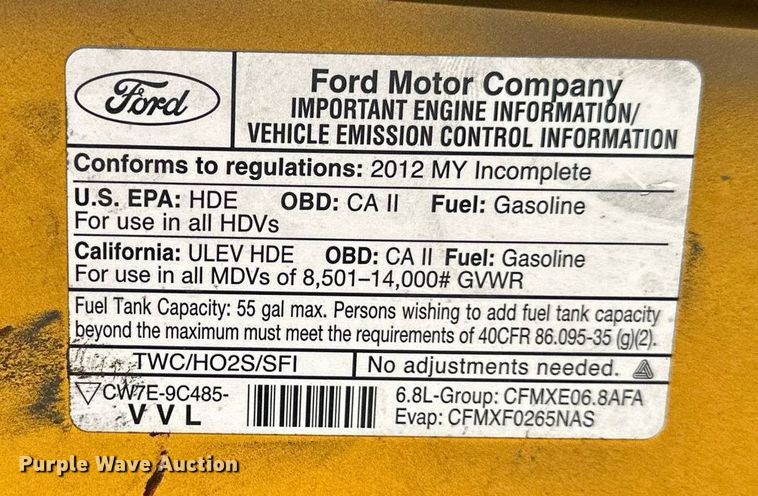 Ford
Ford Motor Company
IMPORTANT ENGINE INFORMATION/
VEHICLE EMISSION CONTROL INFORMATION
Conforms to regulations: 2012 MY Incomplete
U.S. EPA: HDE OBD: CA II Fuel: Gasoline
For use in all HDVs
California: ULEV HDE OBD: CA II Fuel: Gasoline
For use in all MDVs of 8,501-14,000# GVWR
Fuel Tank Capacity: 55 gal max. Persons wishing to add fuel tank capacity
beyond the maximum must meet the requirements of 40CFR 86.095-35 (g)(2).
TWC/HO2S/SFI
No adjustments needed.
CW7E-9C485-
V V L
6.8L-Group: CFMXE06.8AFA
Evap: CFMXF0265NAS
Purple Wave Auction